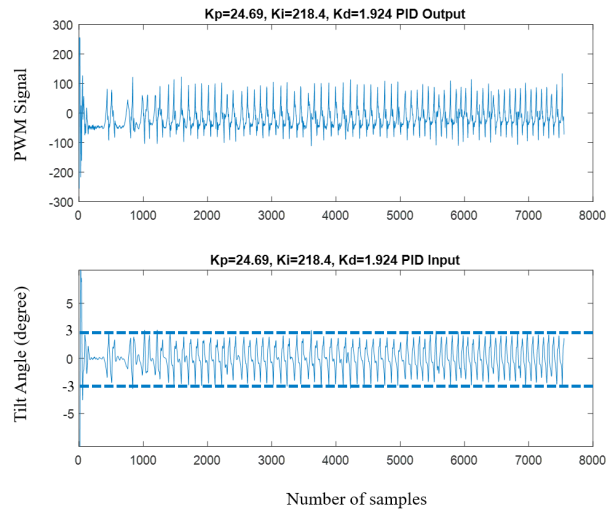 Kp=24.69, Ki=218.4, Kd=1.924 PID Output
PWM Signal
300
200
100
0
-100
-200
-300
0 1000 2000 3000 4000 5000 6000 7000 8000
Kp=24.69, Ki=218.4, Kd=1.924 PID Input
Tilt Angle (degree)
5
3
0
-3
-5
0 1000 2000 3000 4000 5000 6000 7000 8000
Number of samples